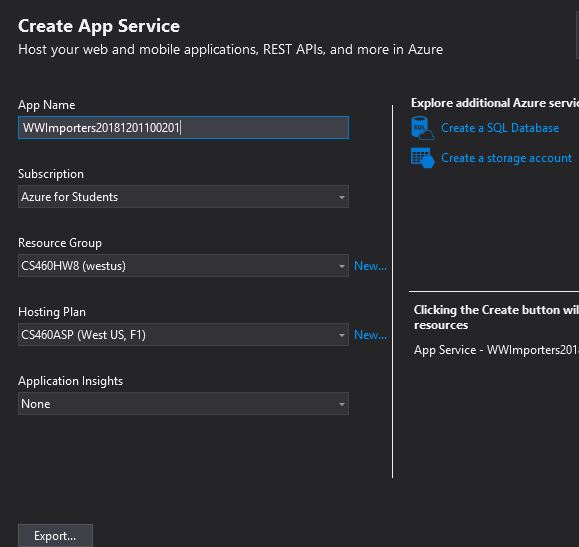 Create App Service
Host your web and mobile applications, REST APIs, and more in Azure
App Name
WWImporters20181201100201
Subscription
Azure for Students
Resource Group
CS460HW8 (westus)
New...
Hosting Plan
CS460ASP (West US, F1)
New...
Application Insights
None
Export...
Explore additional Azure servic
Create a SQL Database
Create a storage account
Clicking the Create button wil
resources
App Service - WWImporters201